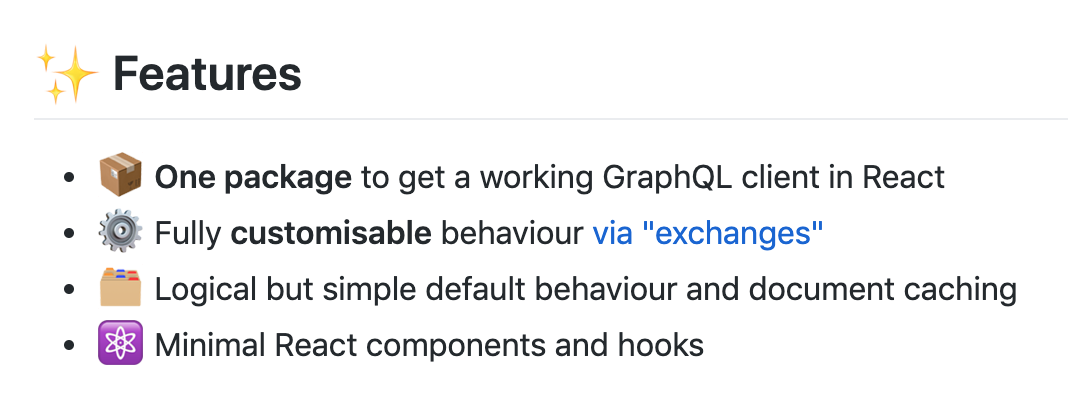 ✨ Features
📦 One package to get a working GraphQL client in React
⚙️ Fully customisable behaviour via "exchanges"
🗂️ Logical but simple default behaviour and document caching
⚛️ Minimal React components and hooks